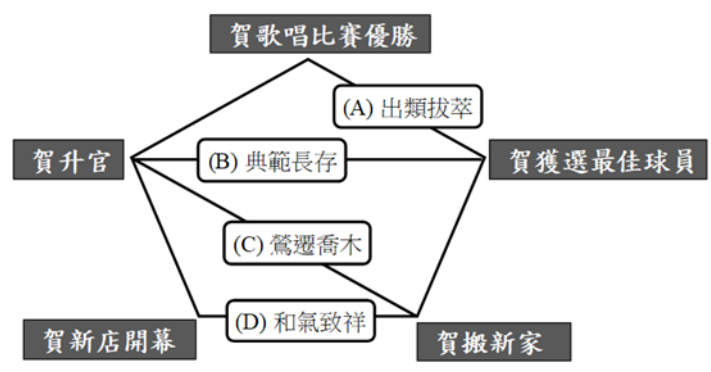 賀歌唱比賽優勝
(A) 出類拔萃
賀升官
(B) 典範長存
賀獲選最佳球員
(C) 鶯遷喬木
賀新店開幕
(D) 和氣致祥
賀搬新家